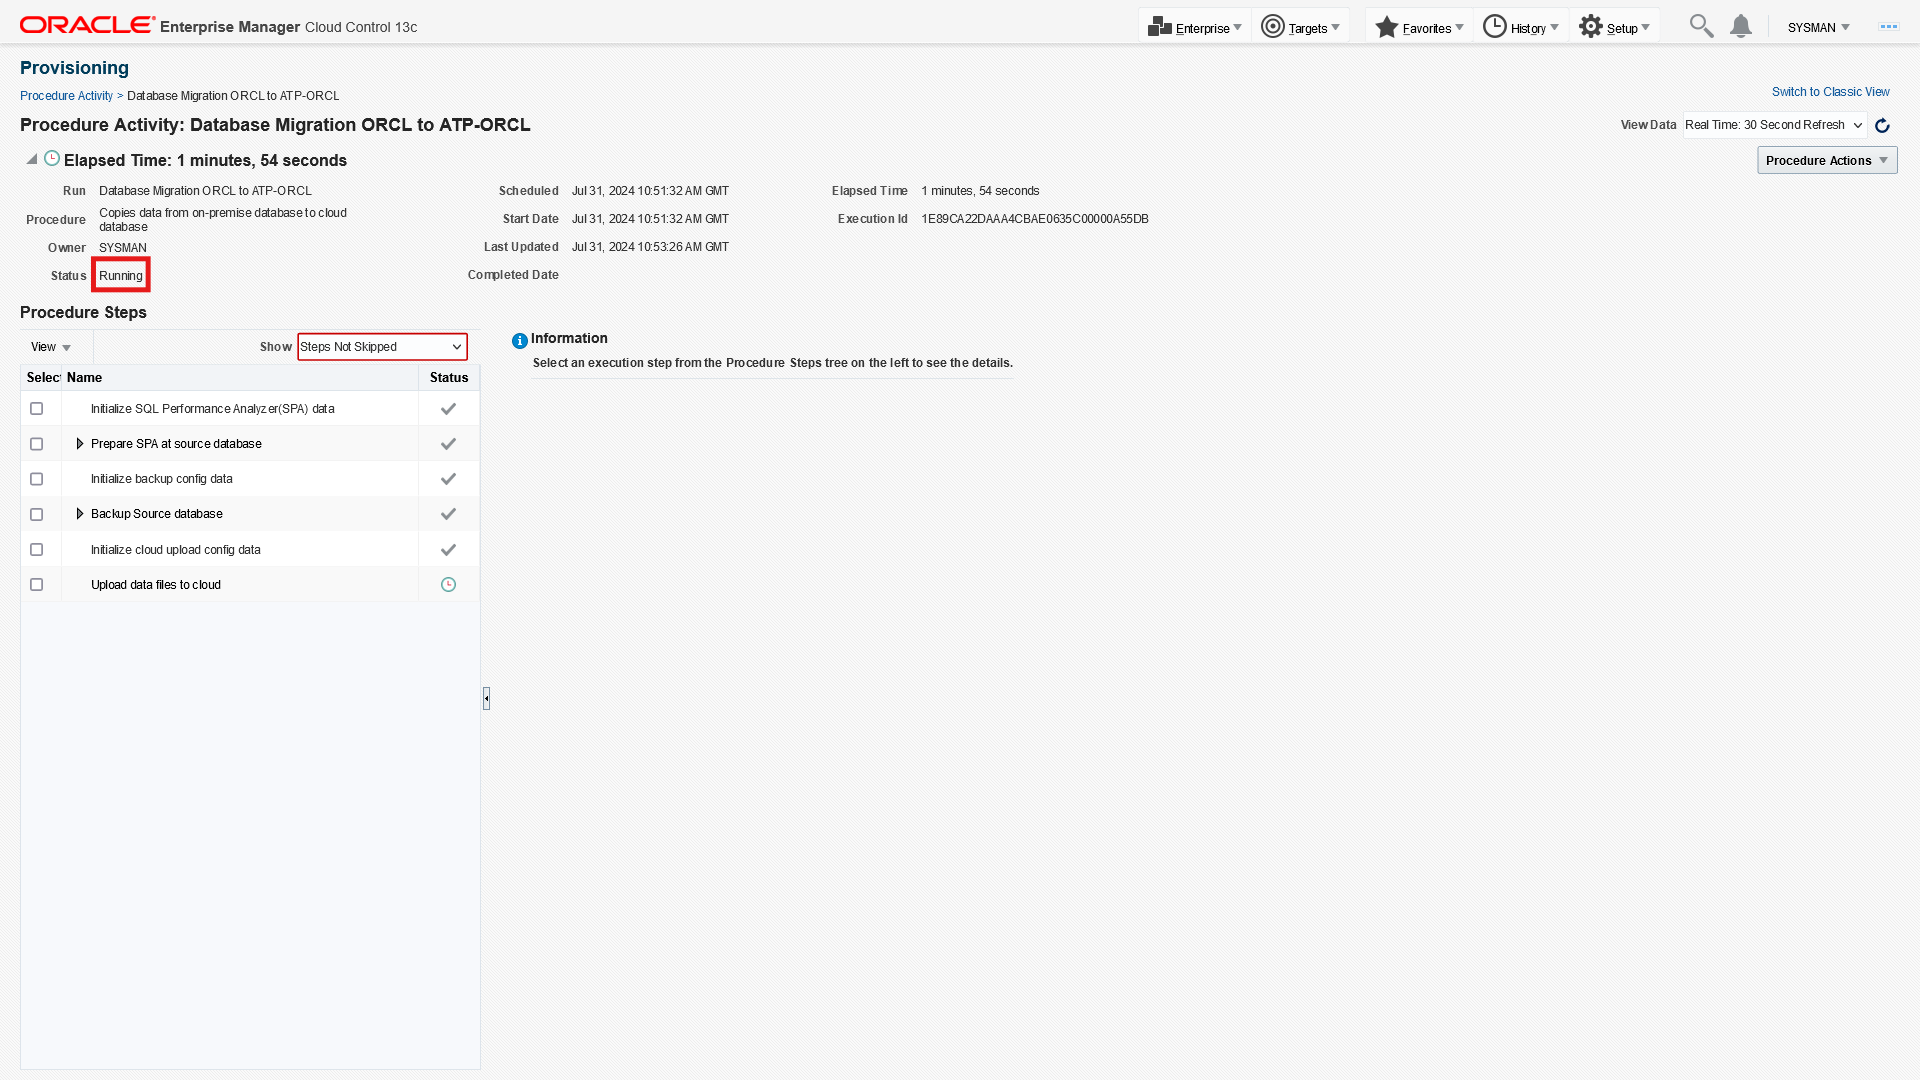 ORACLE Enterprise Manager Cloud Control 13c
Enterprise Targets Favorites History Setup SYSMAN
Provisioning
Procedure Activity > Database Migration ORCL to ATP-ORCL
Switch to Classic View
Procedure Activity: Database Migration ORCL to ATP-ORCL
View Data Real Time: 30 Second Refresh
Elapsed Time: 1 minutes, 54 seconds
Procedure Actions
Run Database Migration ORCL to ATP-ORCL
Procedure Copies data from on-premise database to cloud
database
Owner SYSMAN
Status Running
Scheduled Jul 31, 2024 10:51:32 AM GMT
Start Date Jul 31, 2024 10:51:32 AM GMT
Last Updated Jul 31, 2024 10:53:26 AM GMT
Completed Date
Elapsed Time 1 minutes, 54 seconds
Execution Id 1E89CA22DAAA4CBAE0635C00000A55DB
Procedure Steps
View Show Steps Not Skipped
Selec Name Status
Initialize SQL Performance Analyzer(SPA) data
Prepare SPA at source database
Initialize backup config data
Backup Source database
Initialize cloud upload config data
Upload data files to cloud
Information
Select an execution step from the Procedure Steps tree on the left to see the details.